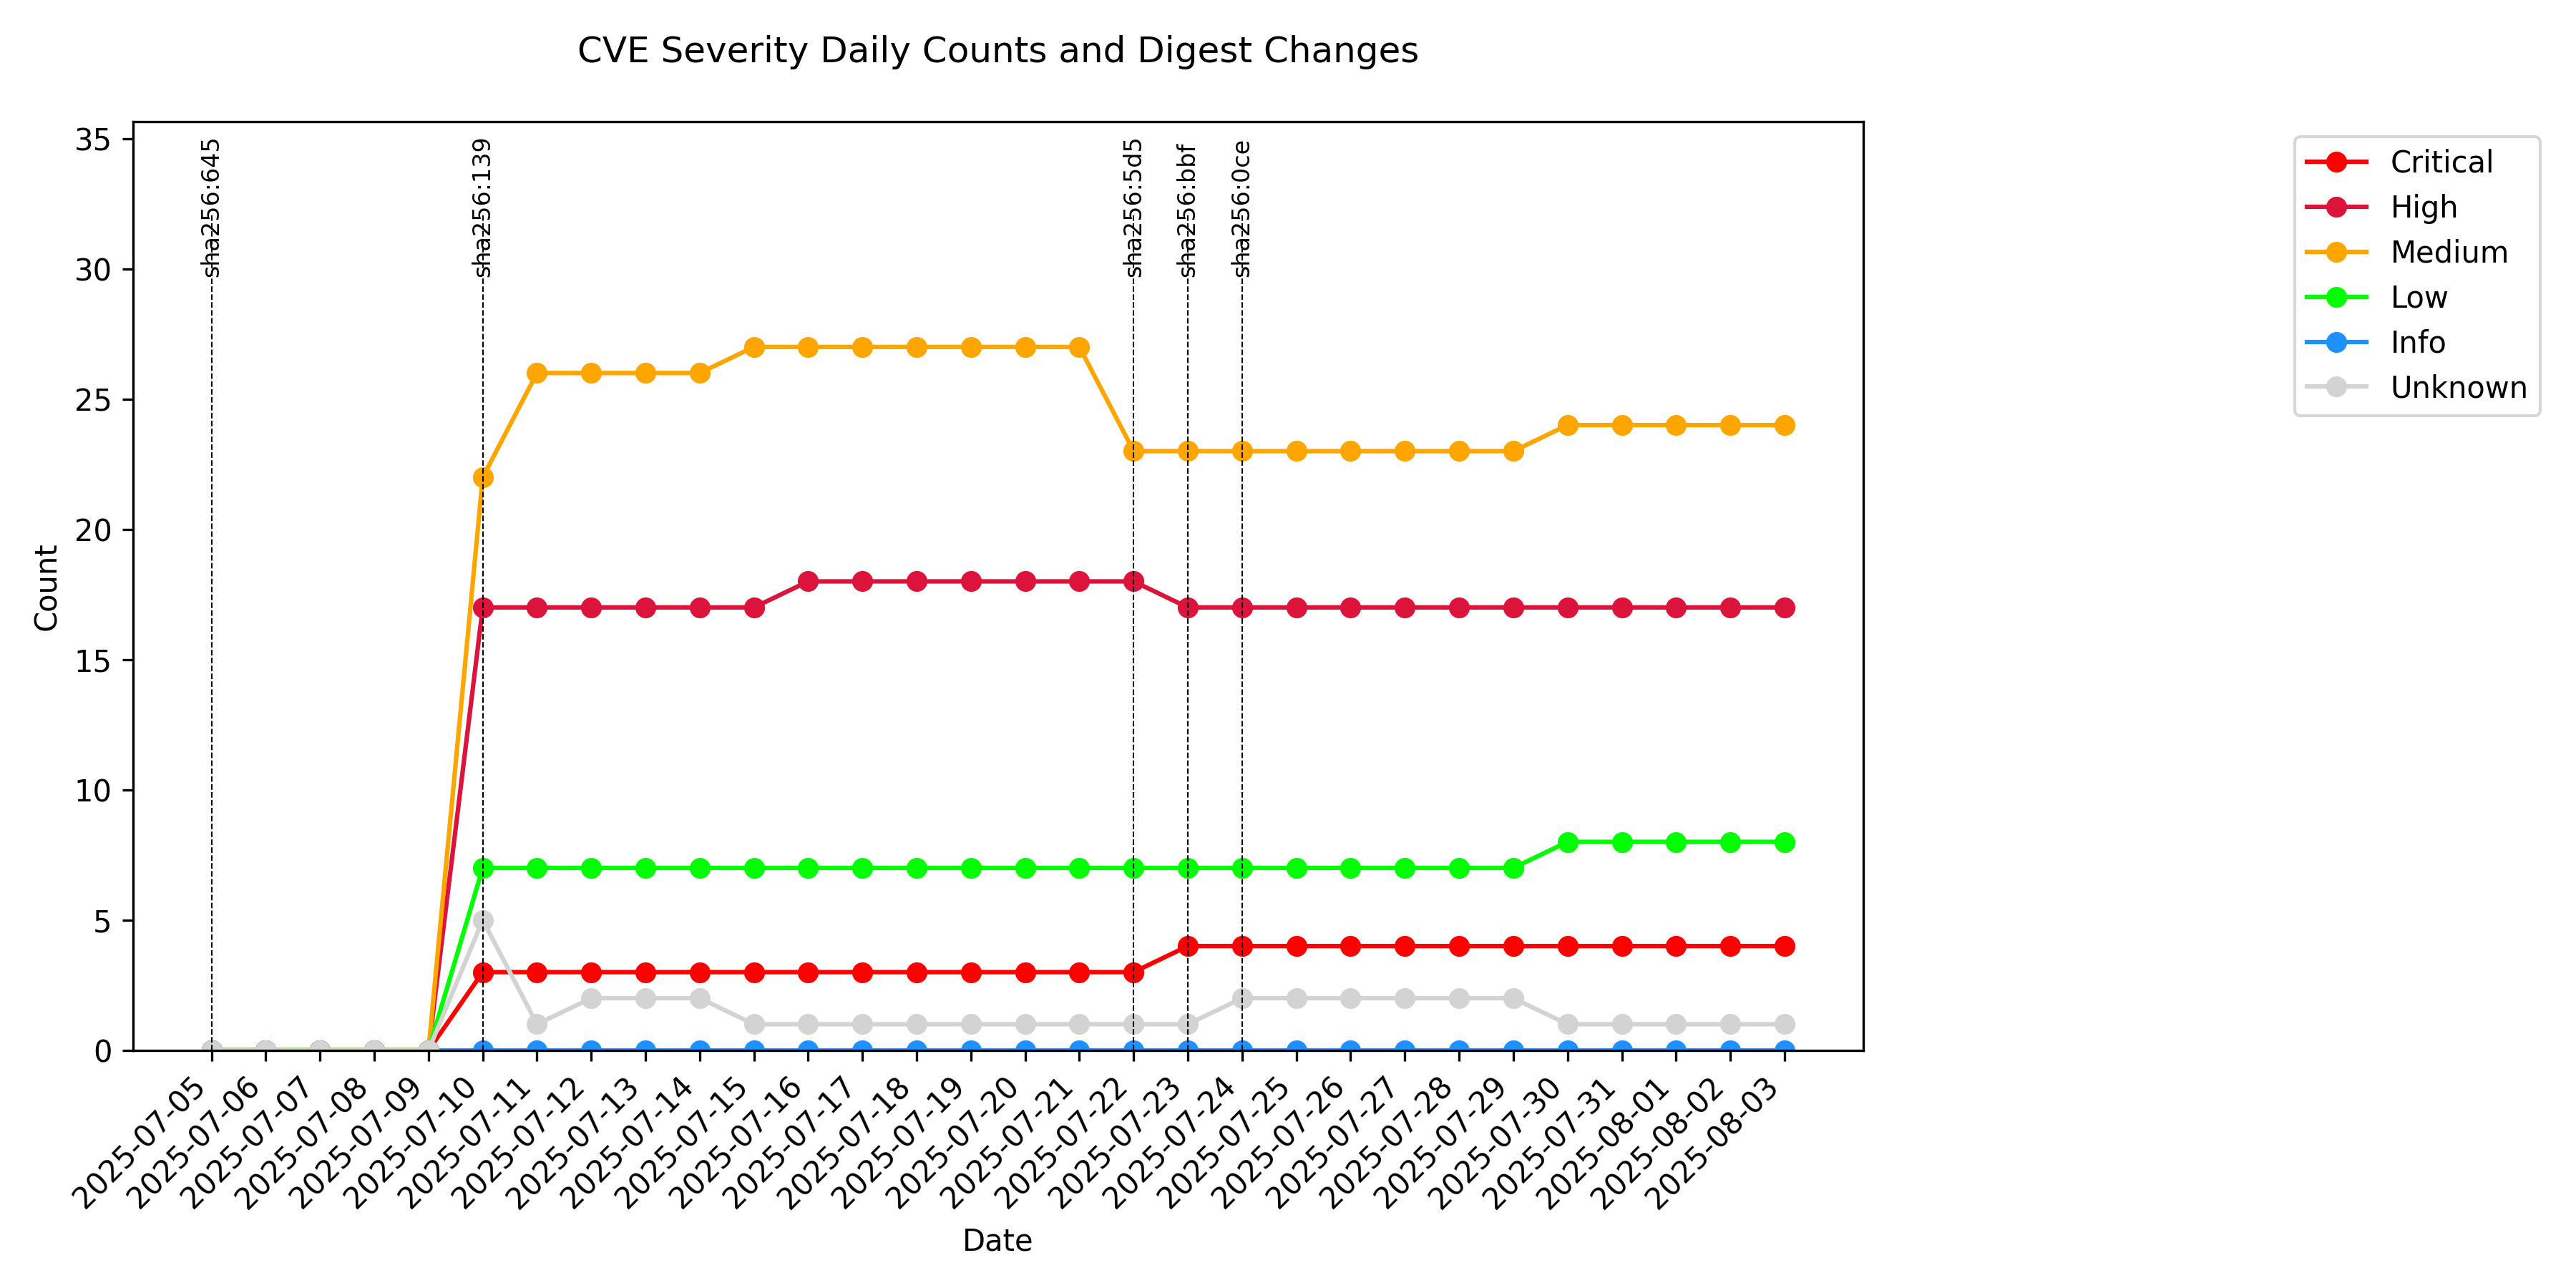 CVE Severity Daily Counts and Digest Changes
35
30
25
20
15
10
5
0
Count
sha256:645
sha256:139
sha256:5d5
sha256:bbf
sha256:0ce
Critical
High
Medium
Low
Info
Unknown
2025-07-05
2025-07-06
2025-07-07
2025-07-08
2025-07-09
2025-07-10
2025-07-11
2025-07-12
2025-07-13
2025-07-14
2025-07-15
2025-07-16
2025-07-17
2025-07-18
2025-07-19
2025-07-20
2025-07-21
2025-07-22
2025-07-23
2025-07-24
2025-07-25
2025-07-26
2025-07-27
2025-07-28
2025-07-29
2025-07-30
2025-07-31
2025-08-01
2025-08-02
2025-08-03
Date